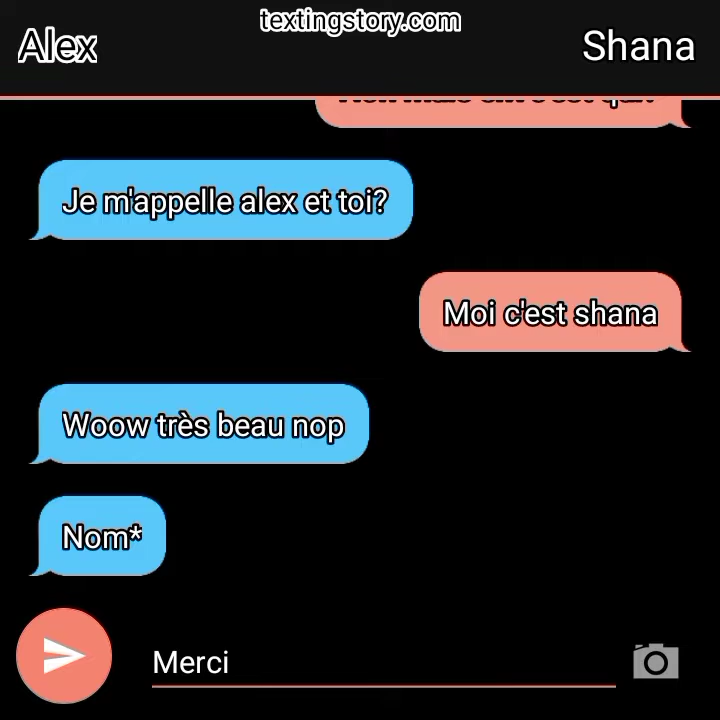 textingstory.com
Alex
Shana
Je m'appelle alex et toi?
Moi c'est shana
Woow très beau nop
Nom*
Merci